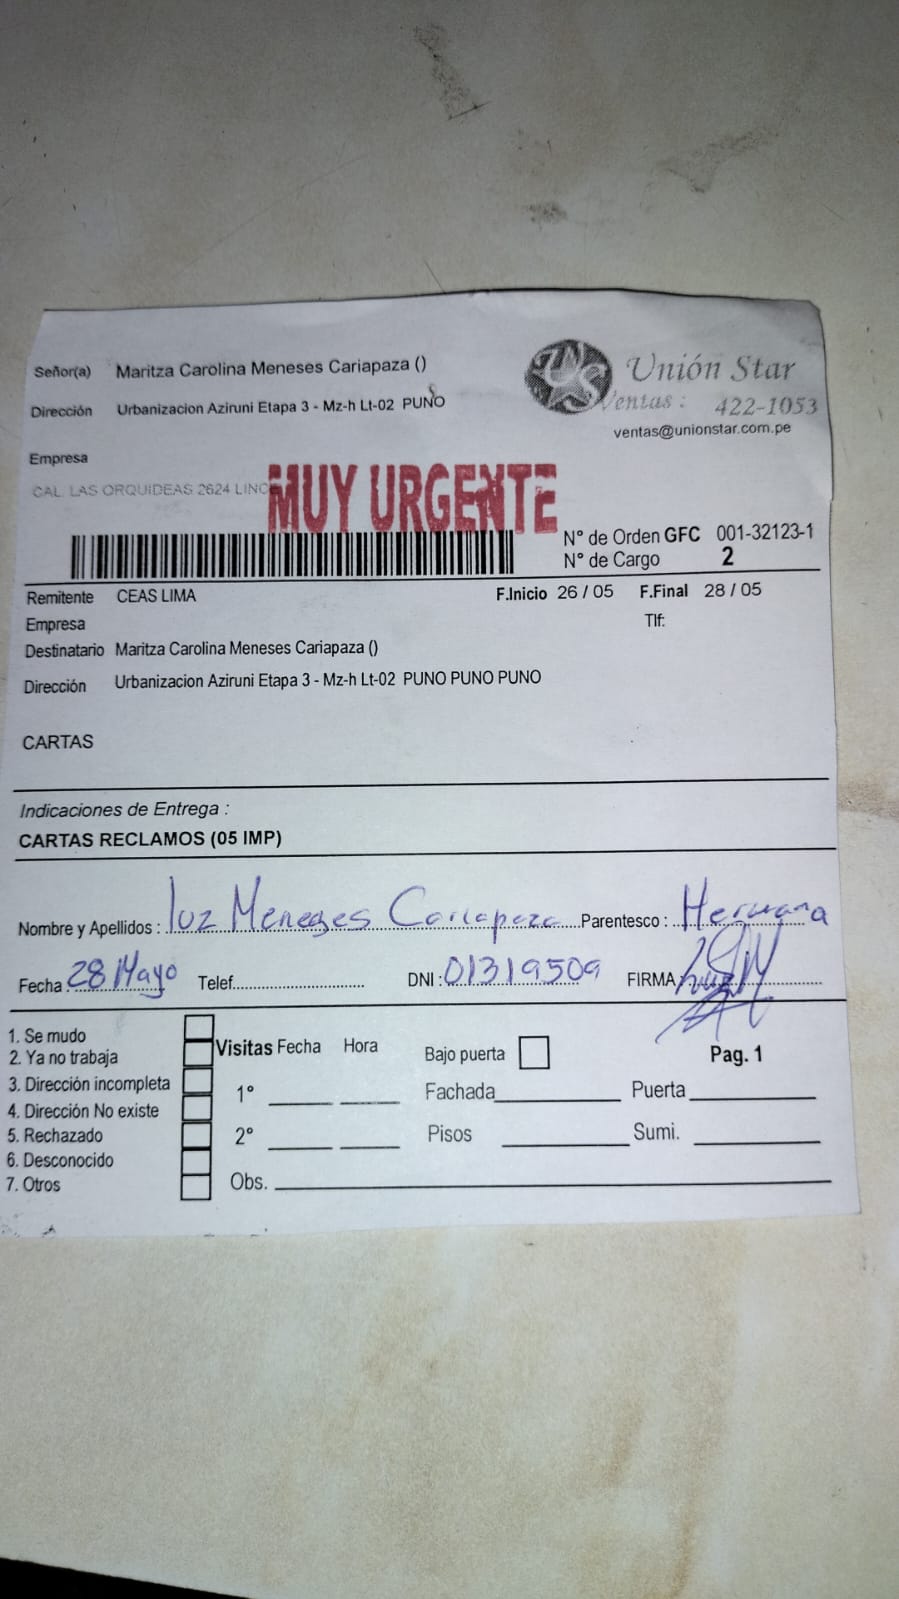 Señor(a) Maritza Carolina Meneses Cariapaza ()
Unión Star
Dirección Urbanizacion Aziruni Etapa 3 - Mz-h Lt-02 PUNO
Ventas : 422-1053
ventas@unionstar.com.pe
Empresa
CAL. LAS ORQUIDEAS 2624 LINCE
MUY URGENTE
N° de Orden GFC 001-32123-1
N° de Cargo 2
Remitente CEAS LIMA F.Inicio 26 / 05 F.Final 28 / 05
Empresa Tlf:
Destinatario Maritza Carolina Meneses Cariapaza ()
Dirección Urbanizacion Aziruni Etapa 3 - Mz-h Lt-02 PUNO PUNO PUNO
CARTAS
Indicaciones de Entrega :
CARTAS RECLAMOS (05 IMP)
Nombre y Apellidos : luz Meneses Cariapaza Parentesco : Hermana
Fecha : 28 Mayo Telef. DNI : 01319509 FIRMA :
1. Se mudo
2. Ya no trabaja
3. Dirección incompleta
4. Dirección No existe
5. Rechazado
6. Desconocido
7. Otros
Visitas Fecha Hora Bajo puerta Pag. 1
1° Fachada Puerta
2° Pisos Sumi.
Obs.